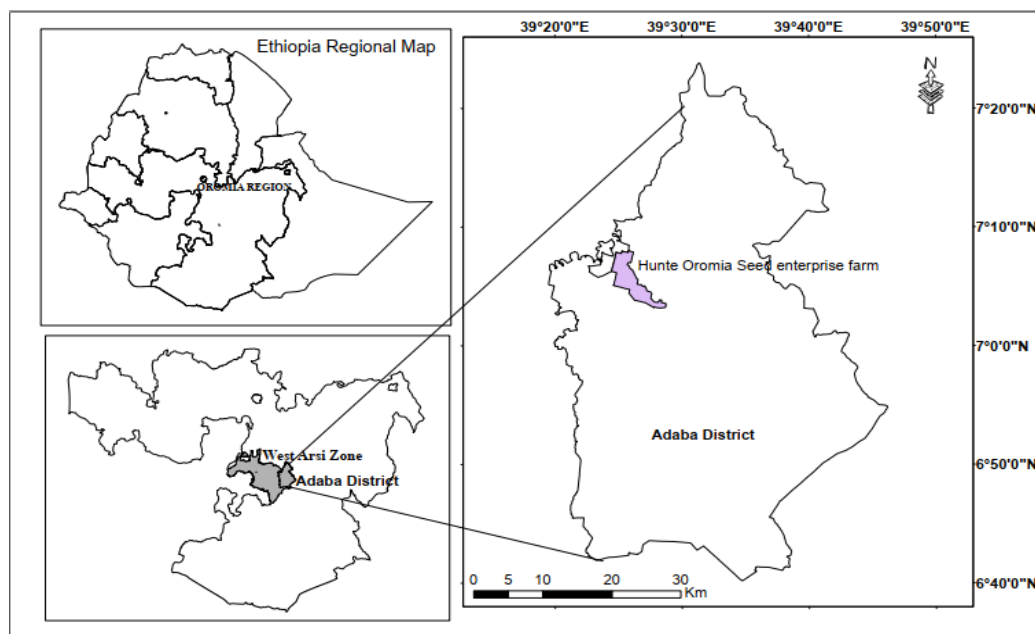 Ethiopia Regional Map
OROMIA REGION
West Arsi Zone
Adaba District
39°20'0"E 39°30'0"E 39°40'0"E 39°50'0"E
N
7°20'0"N
7°10'0"N
Hunte Oromia Seed enterprise farm
7°0'0"N
Adaba District
6°50'0"N
6°40'0"N
0 5 10 20 30
Km